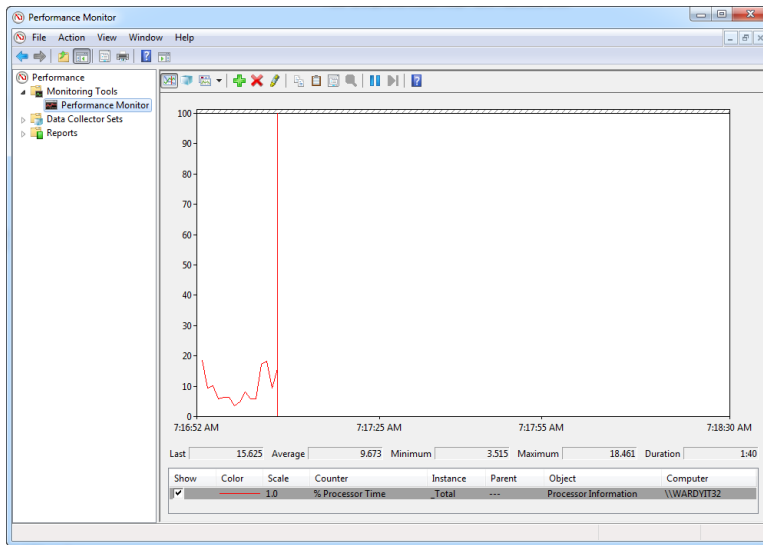 Performance Monitor
File Action View Window Help
Performance
Monitoring Tools
Performance Monitor
Data Collector Sets
Reports
100
90
80
70
60
50
40
30
20
10
0
7:16:52 AM 7:17:25 AM 7:17:55 AM 7:18:30 AM
Last 15.625 Average 9.673 Minimum 3.515 Maximum 18.461 Duration 1:40
Show Color Scale Counter Instance Parent Object Computer
1.0 % Processor Time _Total --- Processor Information \\WARDYIT32